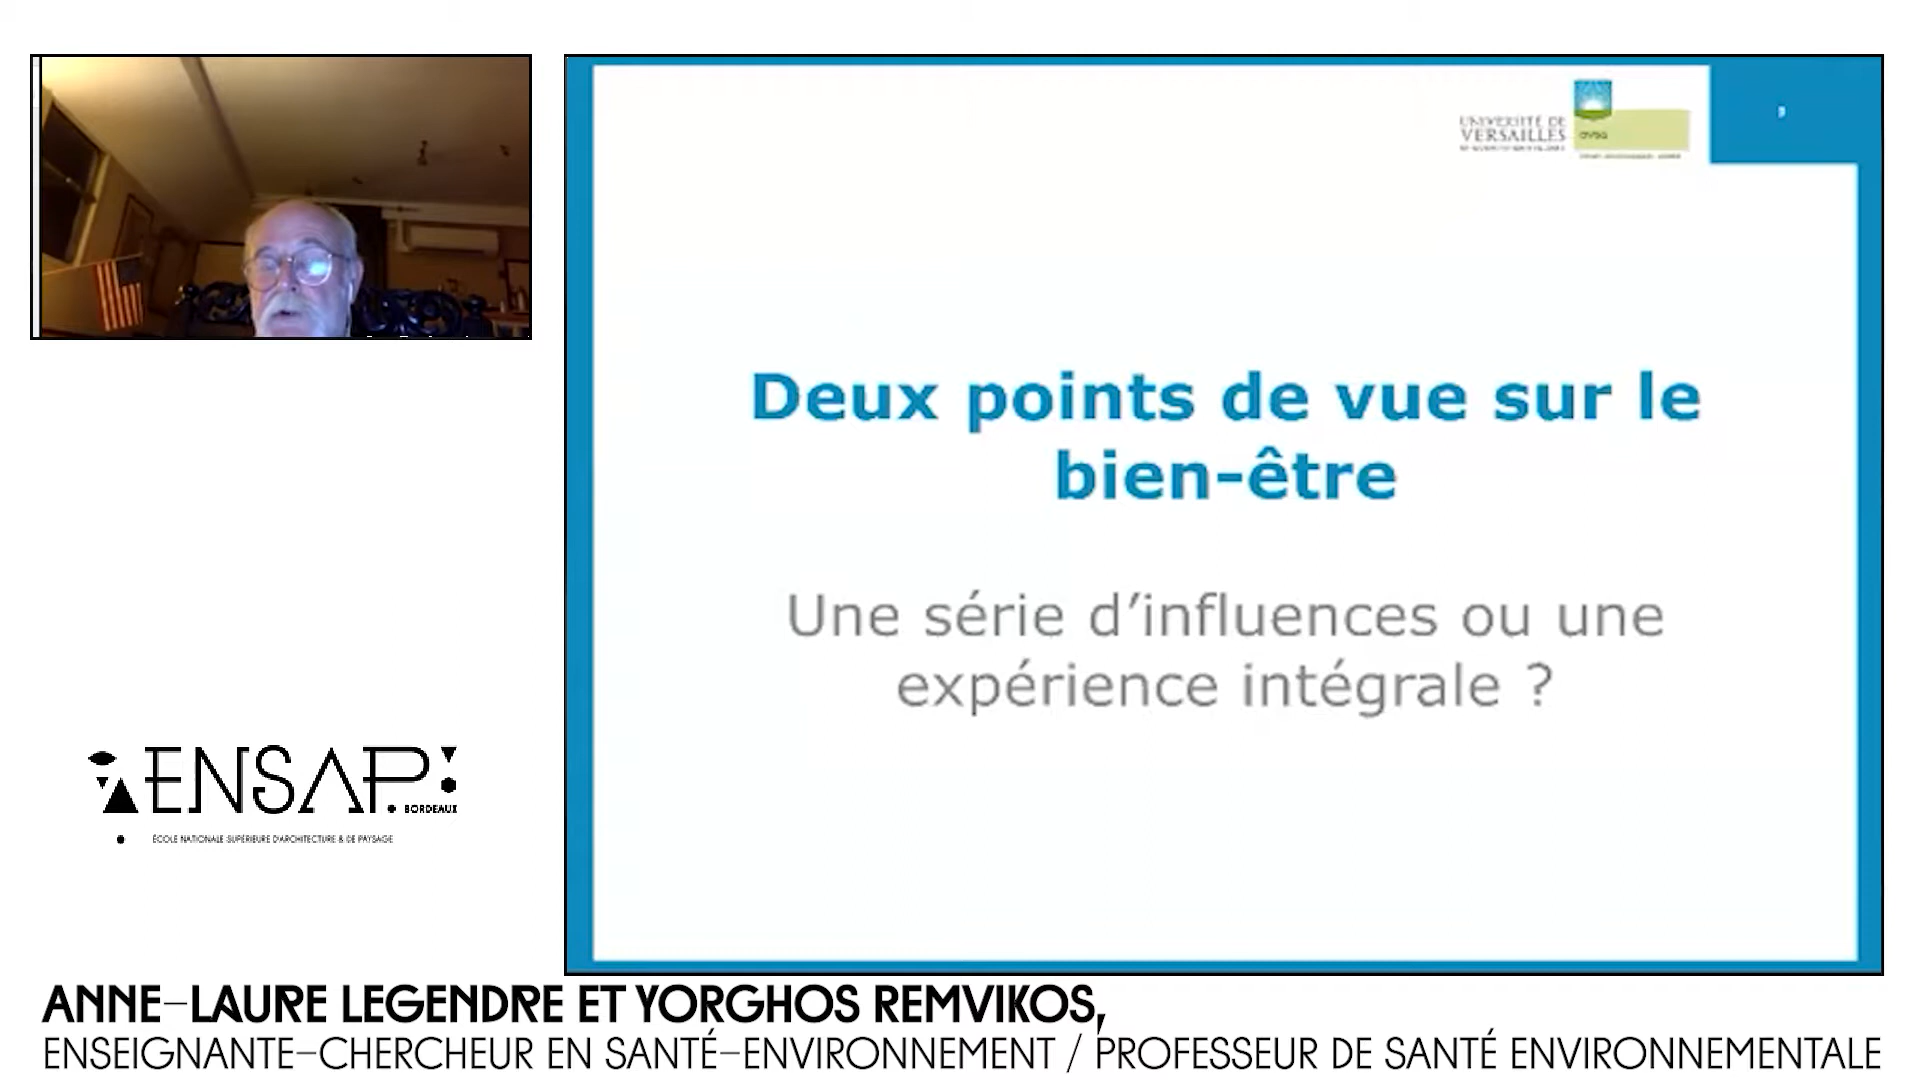 UNIVERSITÉ DE
VERSAILLES
Deux points de vue sur le
bien-être
Une série d’influences ou une
expérience intégrale ?
ENSAP
BORDEAUX
ÉCOLE NATIONALE SUPÉRIEURE D'ARCHITECTURE & DE PAYSAGE
ANNE-LAURE LEGENDRE ET YORGHOS REMVIKOS,
ENSEIGNANTE-CHERCHEUR EN SANTÉ-ENVIRONNEMENT / PROFESSEUR DE SANTÉ ENVIRONNEMENTALE